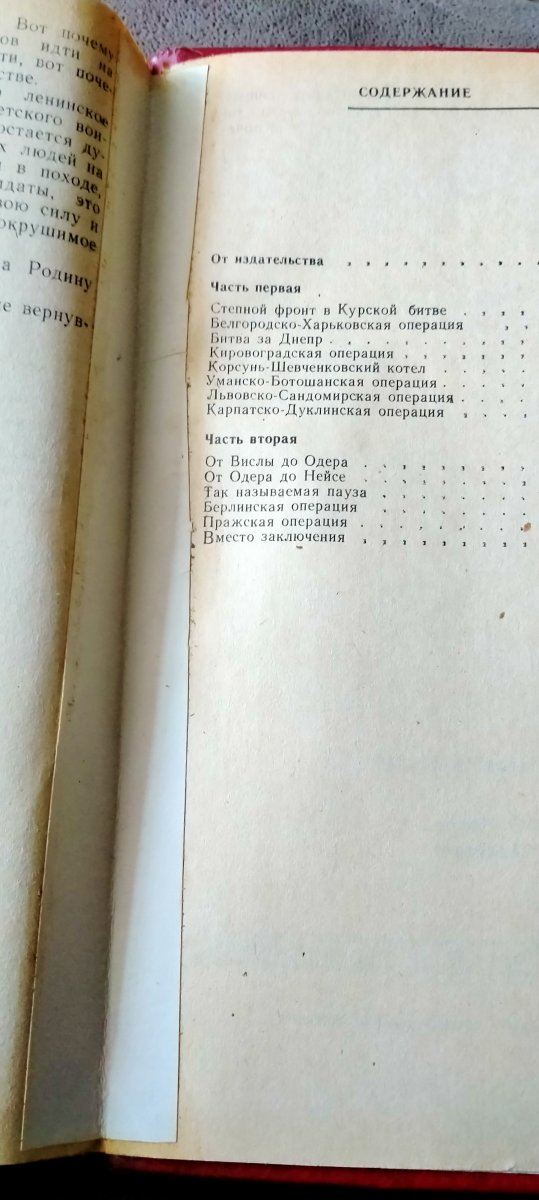 Вот почему
ов идти на
ти, вот поче-
стве.
ленинское
етского вои-
остается ду-
х людей на
в походе,
лдаты, это
вою силу и
окрушимое
а Родину
е вернув-
СОДЕРЖАНИЕ
От издательства
Часть первая
Степной фронт в Курской битве
Белгородско-Харьковская операция
Битва за Днепр
Кировоградская операция
Корсунь-Шевченковский котел
Уманско-Ботошанская операция
Львовско-Сандомирская операция
Карпатско-Дуклинская операция
Часть вторая
От Вислы до Одера
От Одера до Нейсе
Так называемая пауза
Берлинская операция
Пражская операция
Вместо заключения